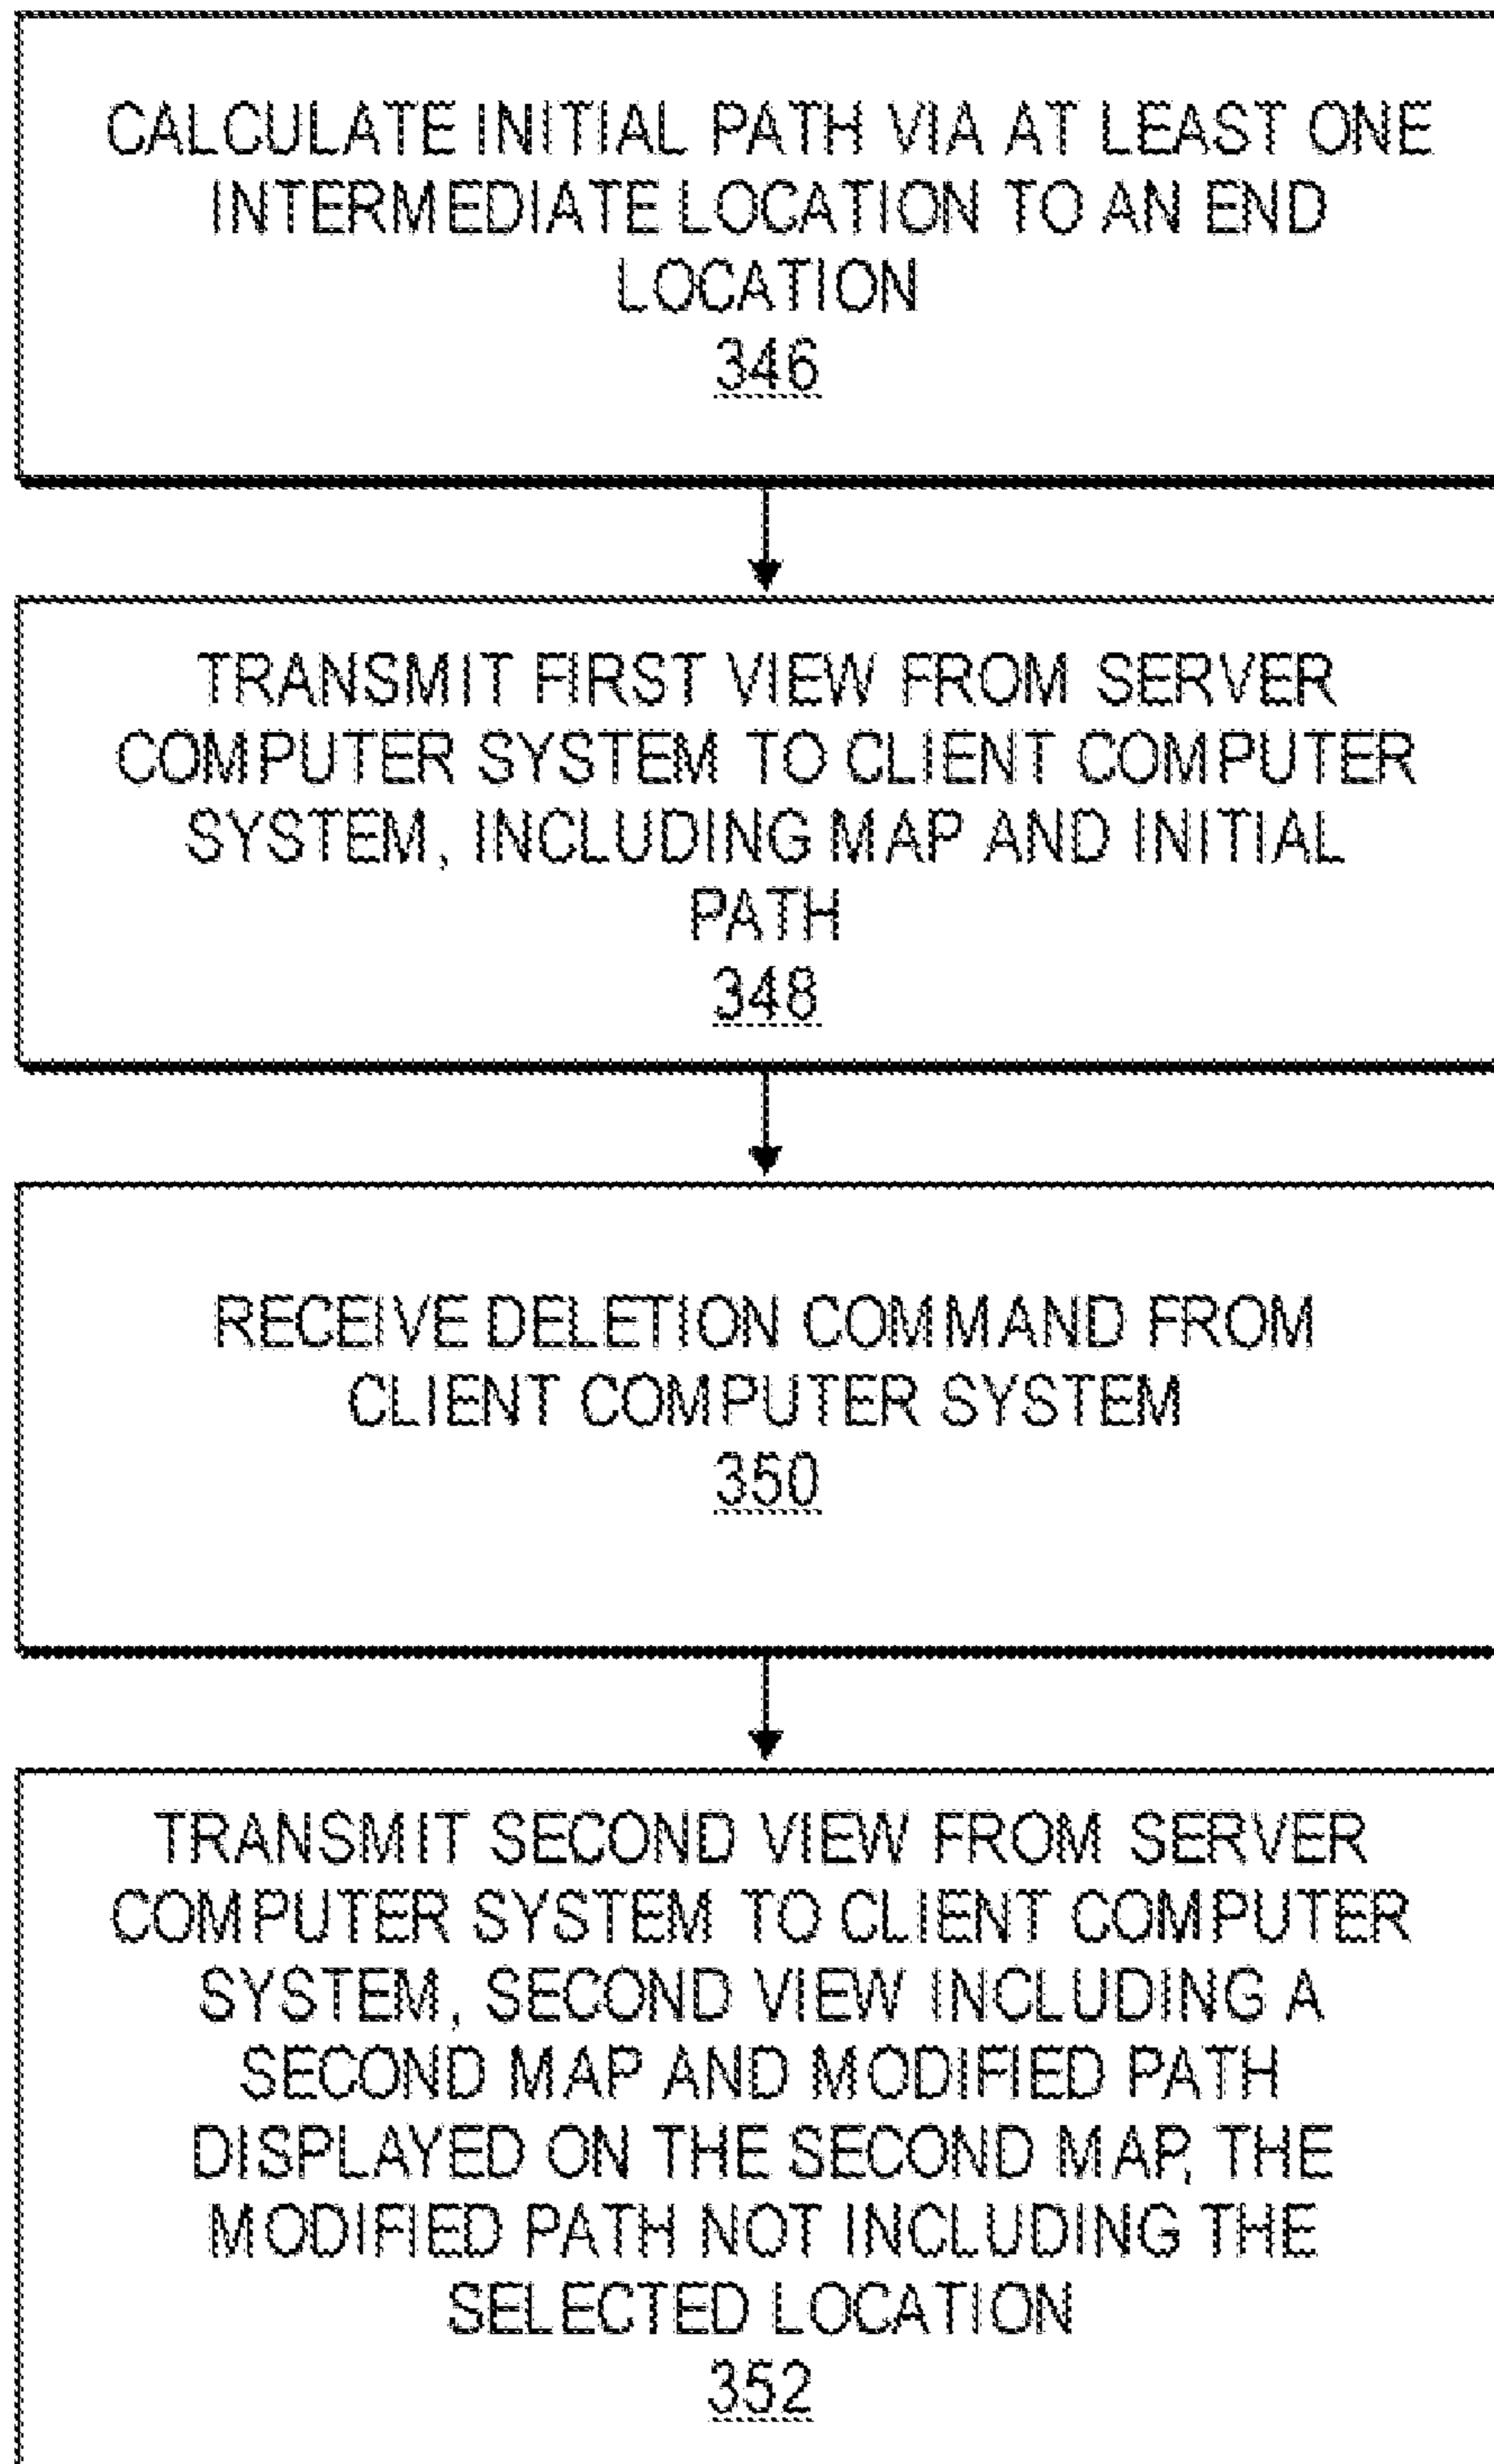 CALCULATE INITIAL PATH VIA AT LEAST ONE
INTERMEDIATE LOCATION TO AN END
LOCATION
346
TRANSMIT FIRST VIEW FROM SERVER
COMPUTER SYSTEM TO CLIENT COMPUTER
SYSTEM, INCLUDING MAP AND INITIAL
PATH
348
RECEIVE DELETION COMMAND FROM
CLIENT COMPUTER SYSTEM
350
TRANSMIT SECOND VIEW FROM SERVER
COMPUTER SYSTEM TO CLIENT COMPUTER
SYSTEM, SECOND VIEW INCLUDING A
SECOND MAP AND MODIFIED PATH
DISPLAYED ON THE SECOND MAP, THE
MODIFIED PATH NOT INCLUDING THE
SELECTED LOCATION
352